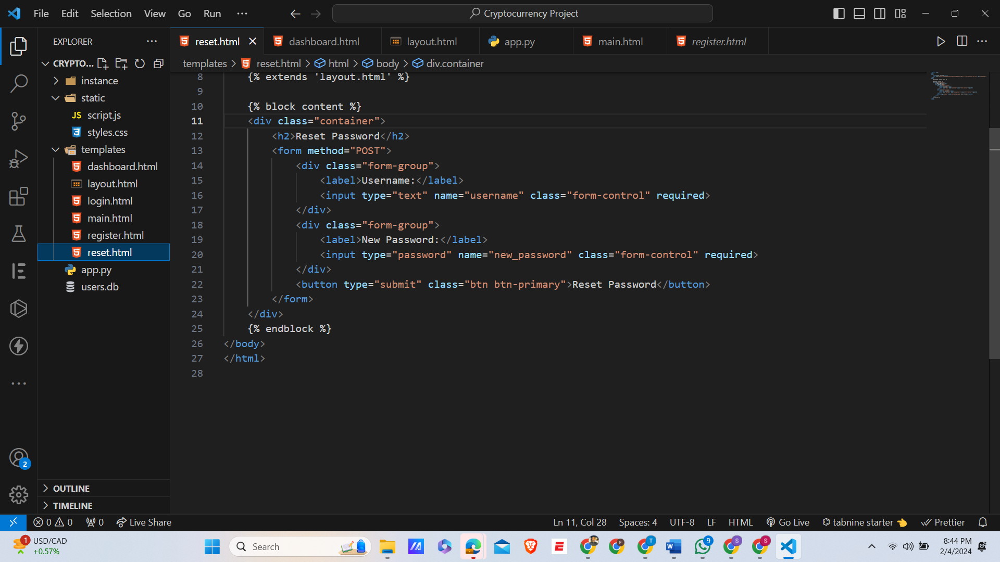 File Edit Selection View Go Run ···
Cryptocurrency Project
EXPLORER ···
reset.html
dashboard.html
layout.html
app.py
main.html
register.html
CRYPTO...
templates > reset.html > html > body > div.container
instance
static
script.js
styles.css
templates
dashboard.html
layout.html
login.html
main.html
register.html
reset.html
app.py
users.db
8 {% extends 'layout.html' %}
9
10 {% block content %}
11 <div class="container">
12 <h2>Reset Password</h2>
13 <form method="POST">
14 <div class="form-group">
15 <label>Username:</label>
16 <input type="text" name="username" class="form-control" required>
17 </div>
18 <div class="form-group">
19 <label>New Password:</label>
20 <input type="password" name="new_password" class="form-control" required>
21 </div>
22 <button type="submit" class="btn btn-primary">Reset Password</button>
23 </form>
24 </div>
25 {% endblock %}
26 </body>
27 </html>
28
2
OUTLINE
TIMELINE
0 0 0 Live Share
Ln 11, Col 28 Spaces: 4 UTF-8 LF HTML Go Live tabnine starter Prettier
1
USD/CAD
+0.57%
Search
9
8:44 PM
2/4/2024